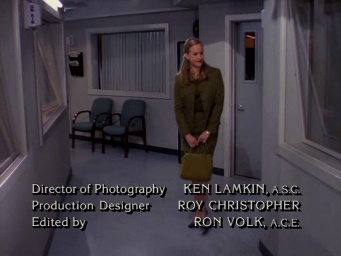 Director of Photography KEN LAMKIN, A.S.C.
Production Designer ROY CHRISTOPHER
Edited by RON VOLK, A.C.E.